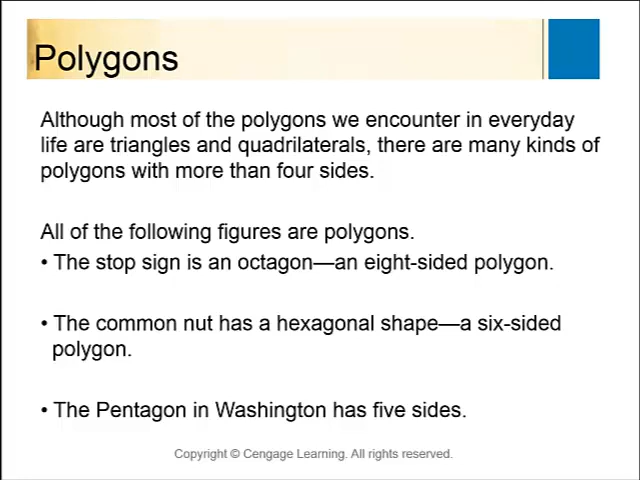 Polygons
Although most of the polygons we encounter in everyday
life are triangles and quadrilaterals, there are many kinds of
polygons with more than four sides.
All of the following figures are polygons.
• The stop sign is an octagon—an eight-sided polygon.
• The common nut has a hexagonal shape—a six-sided
polygon.
• The Pentagon in Washington has five sides.
Copyright © Cengage Learning. All rights reserved.